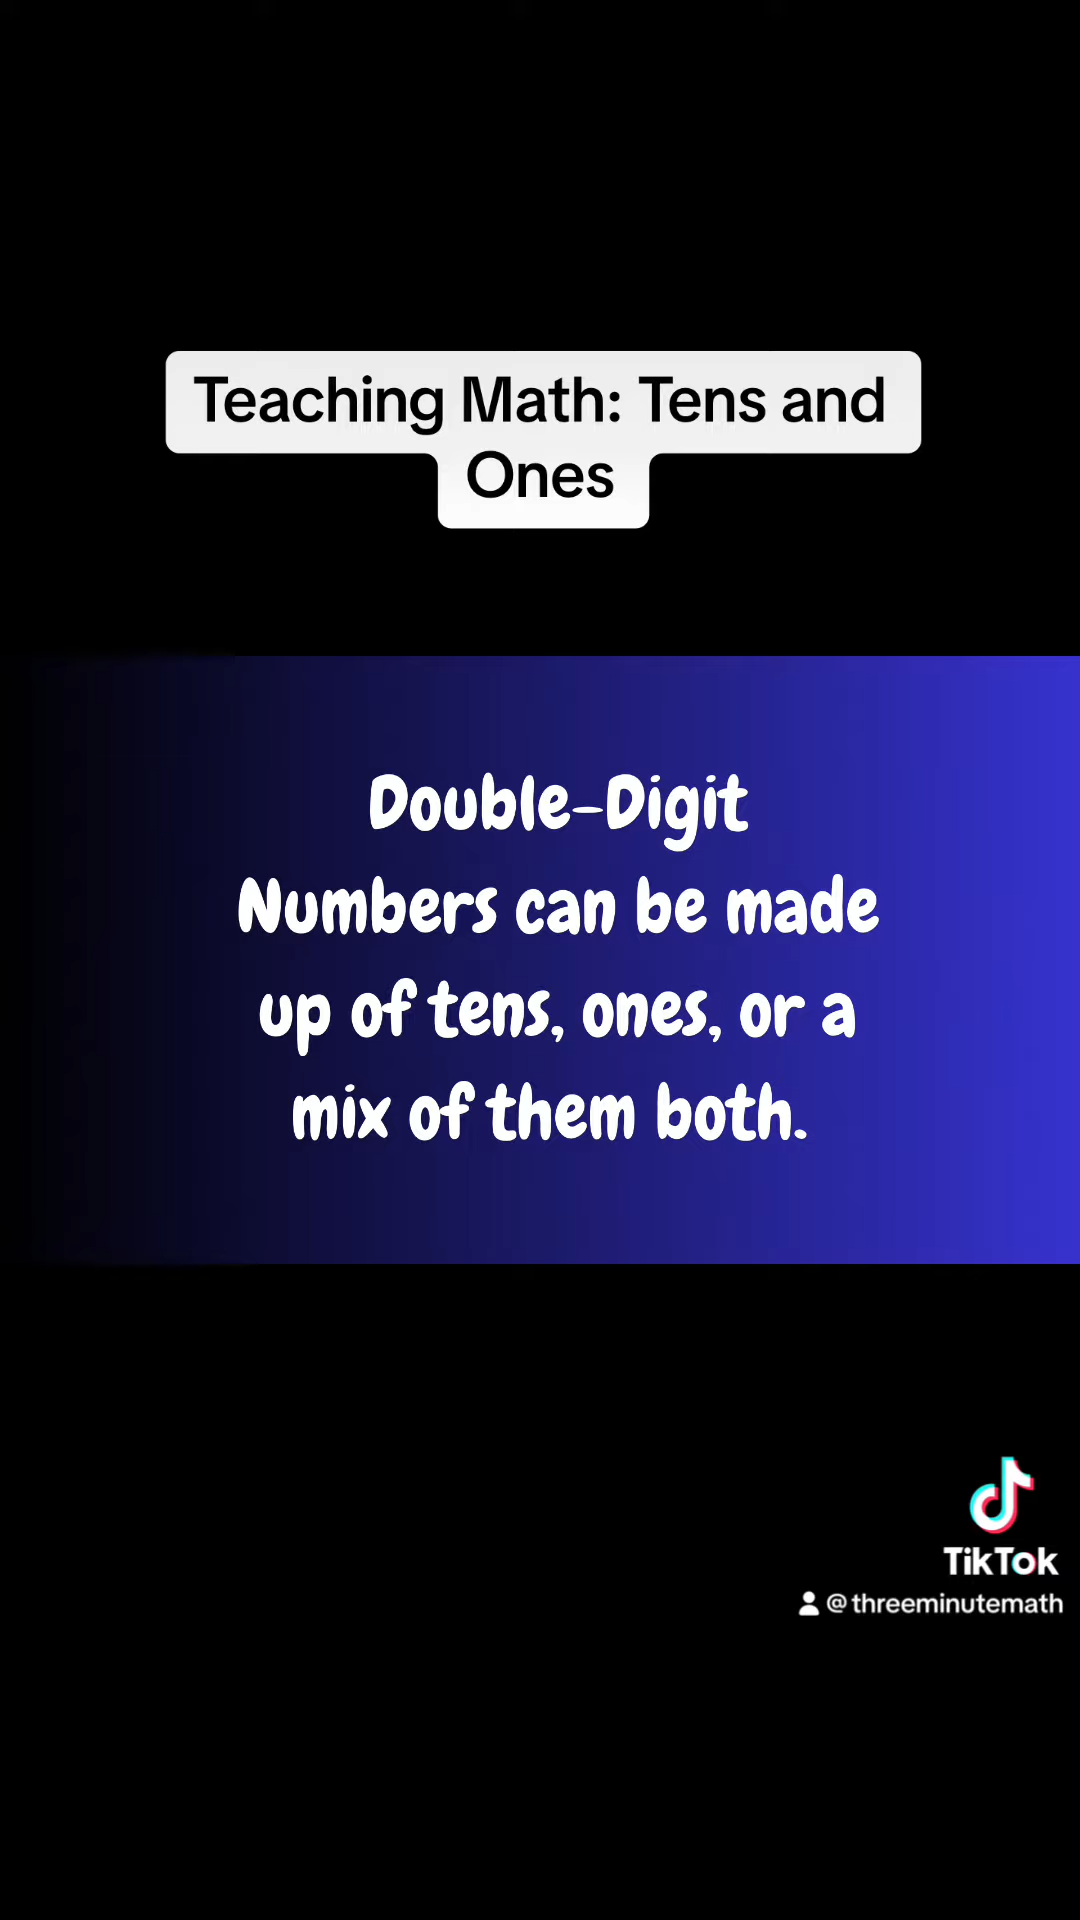 Teaching Math: Tens and
Ones
Double-Digit
Numbers can be made
up of tens, ones, or a
mix of them both.
TikTok
@threeminutemath